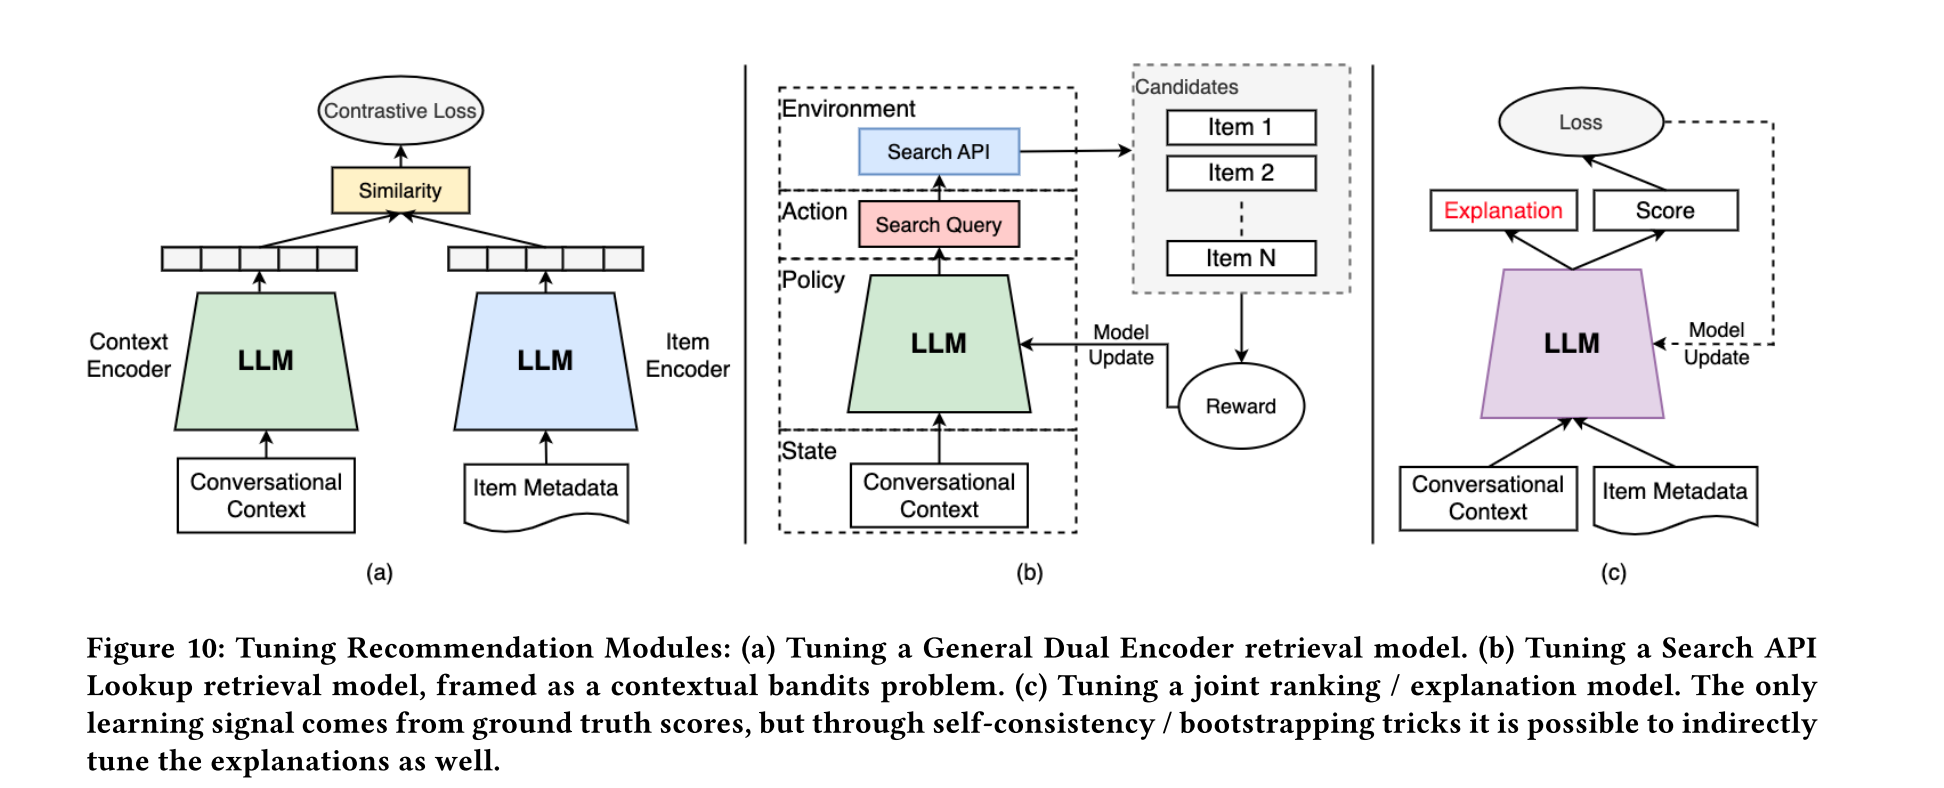 Contrastive Loss
Similarity
Context
Encoder
LLM
LLM
Item
Encoder
Conversational
Context
Item Metadata
(a)
Environment
Search API
Action
Search Query
Policy
LLM
State
Conversational
Context
Candidates
Item 1
Item 2
Item N
Model
Update
Reward
(b)
Loss
Explanation
Score
LLM
Model
Update
Conversational
Context
Item Metadata
(c)
Figure 10: Tuning Recommendation Modules: (a) Tuning a General Dual Encoder retrieval model. (b) Tuning a Search API
Lookup retrieval model, framed as a contextual bandits problem. (c) Tuning a joint ranking / explanation model. The only
learning signal comes from ground truth scores, but through self-consistency / bootstrapping tricks it is possible to indirectly
tune the explanations as well.